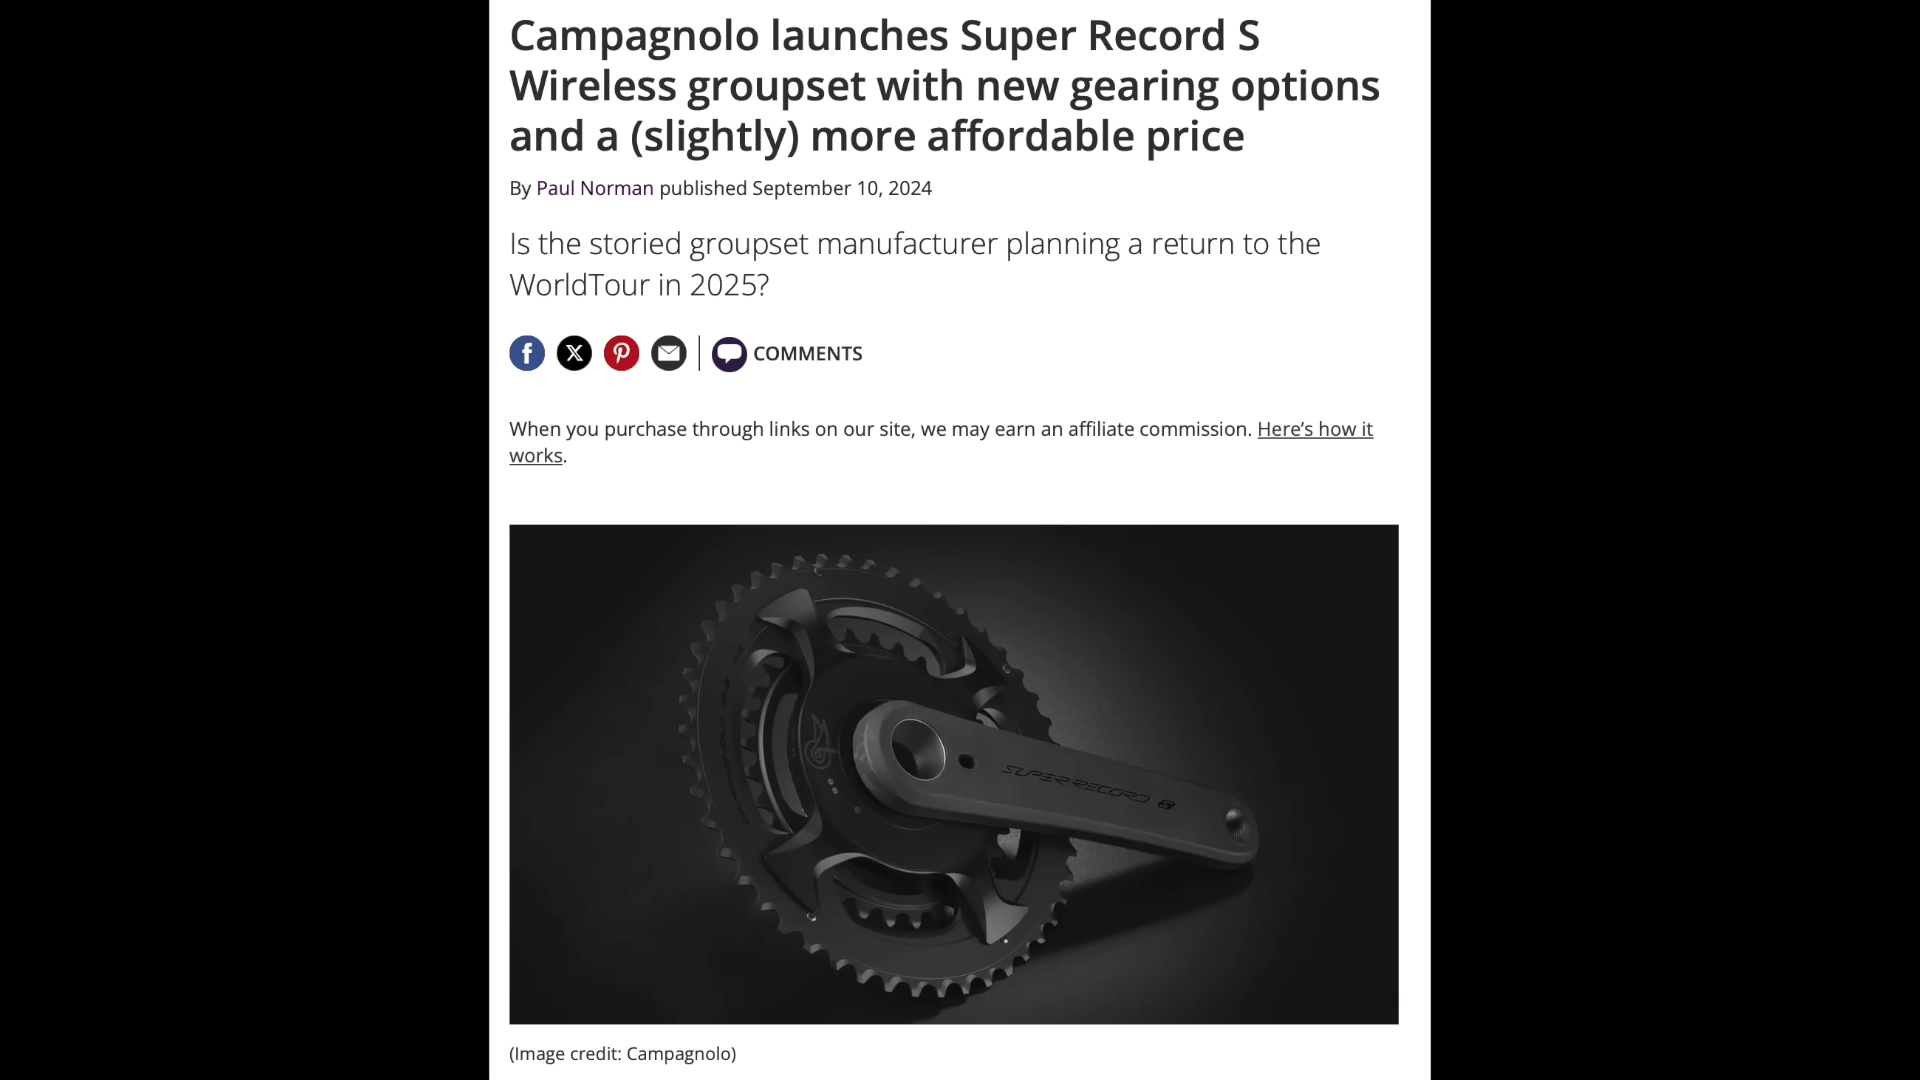 Campagnolo launches Super Record S
Wireless groupset with new gearing options
and a (slightly) more affordable price
By Paul Norman published September 10, 2024
Is the storied groupset manufacturer planning a return to the
WorldTour in 2025?
COMMENTS
When you purchase through links on our site, we may earn an affiliate commission. Here’s how it
works.
SUPER RECORD S
(Image credit: Campagnolo)